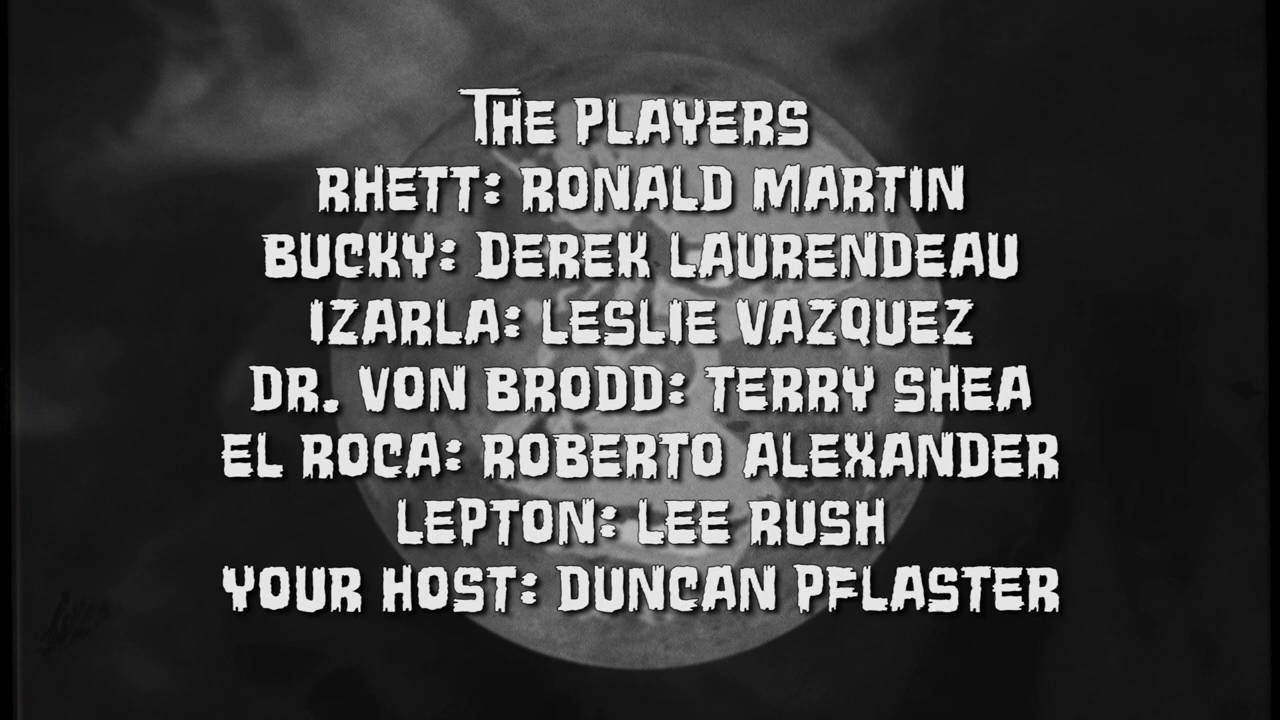 The Players
RHETT: RONALD MARTIN
BUCKY: DEREK LAURENDEAU
IZARLA: LESLIE VAZQUEZ
DR. VON BRODD: TERRY SHEA
EL ROCA: ROBERTO ALEXANDER
LEPTON: LEE RUSH
YOUR HOST: DUNCAN PFLASTER